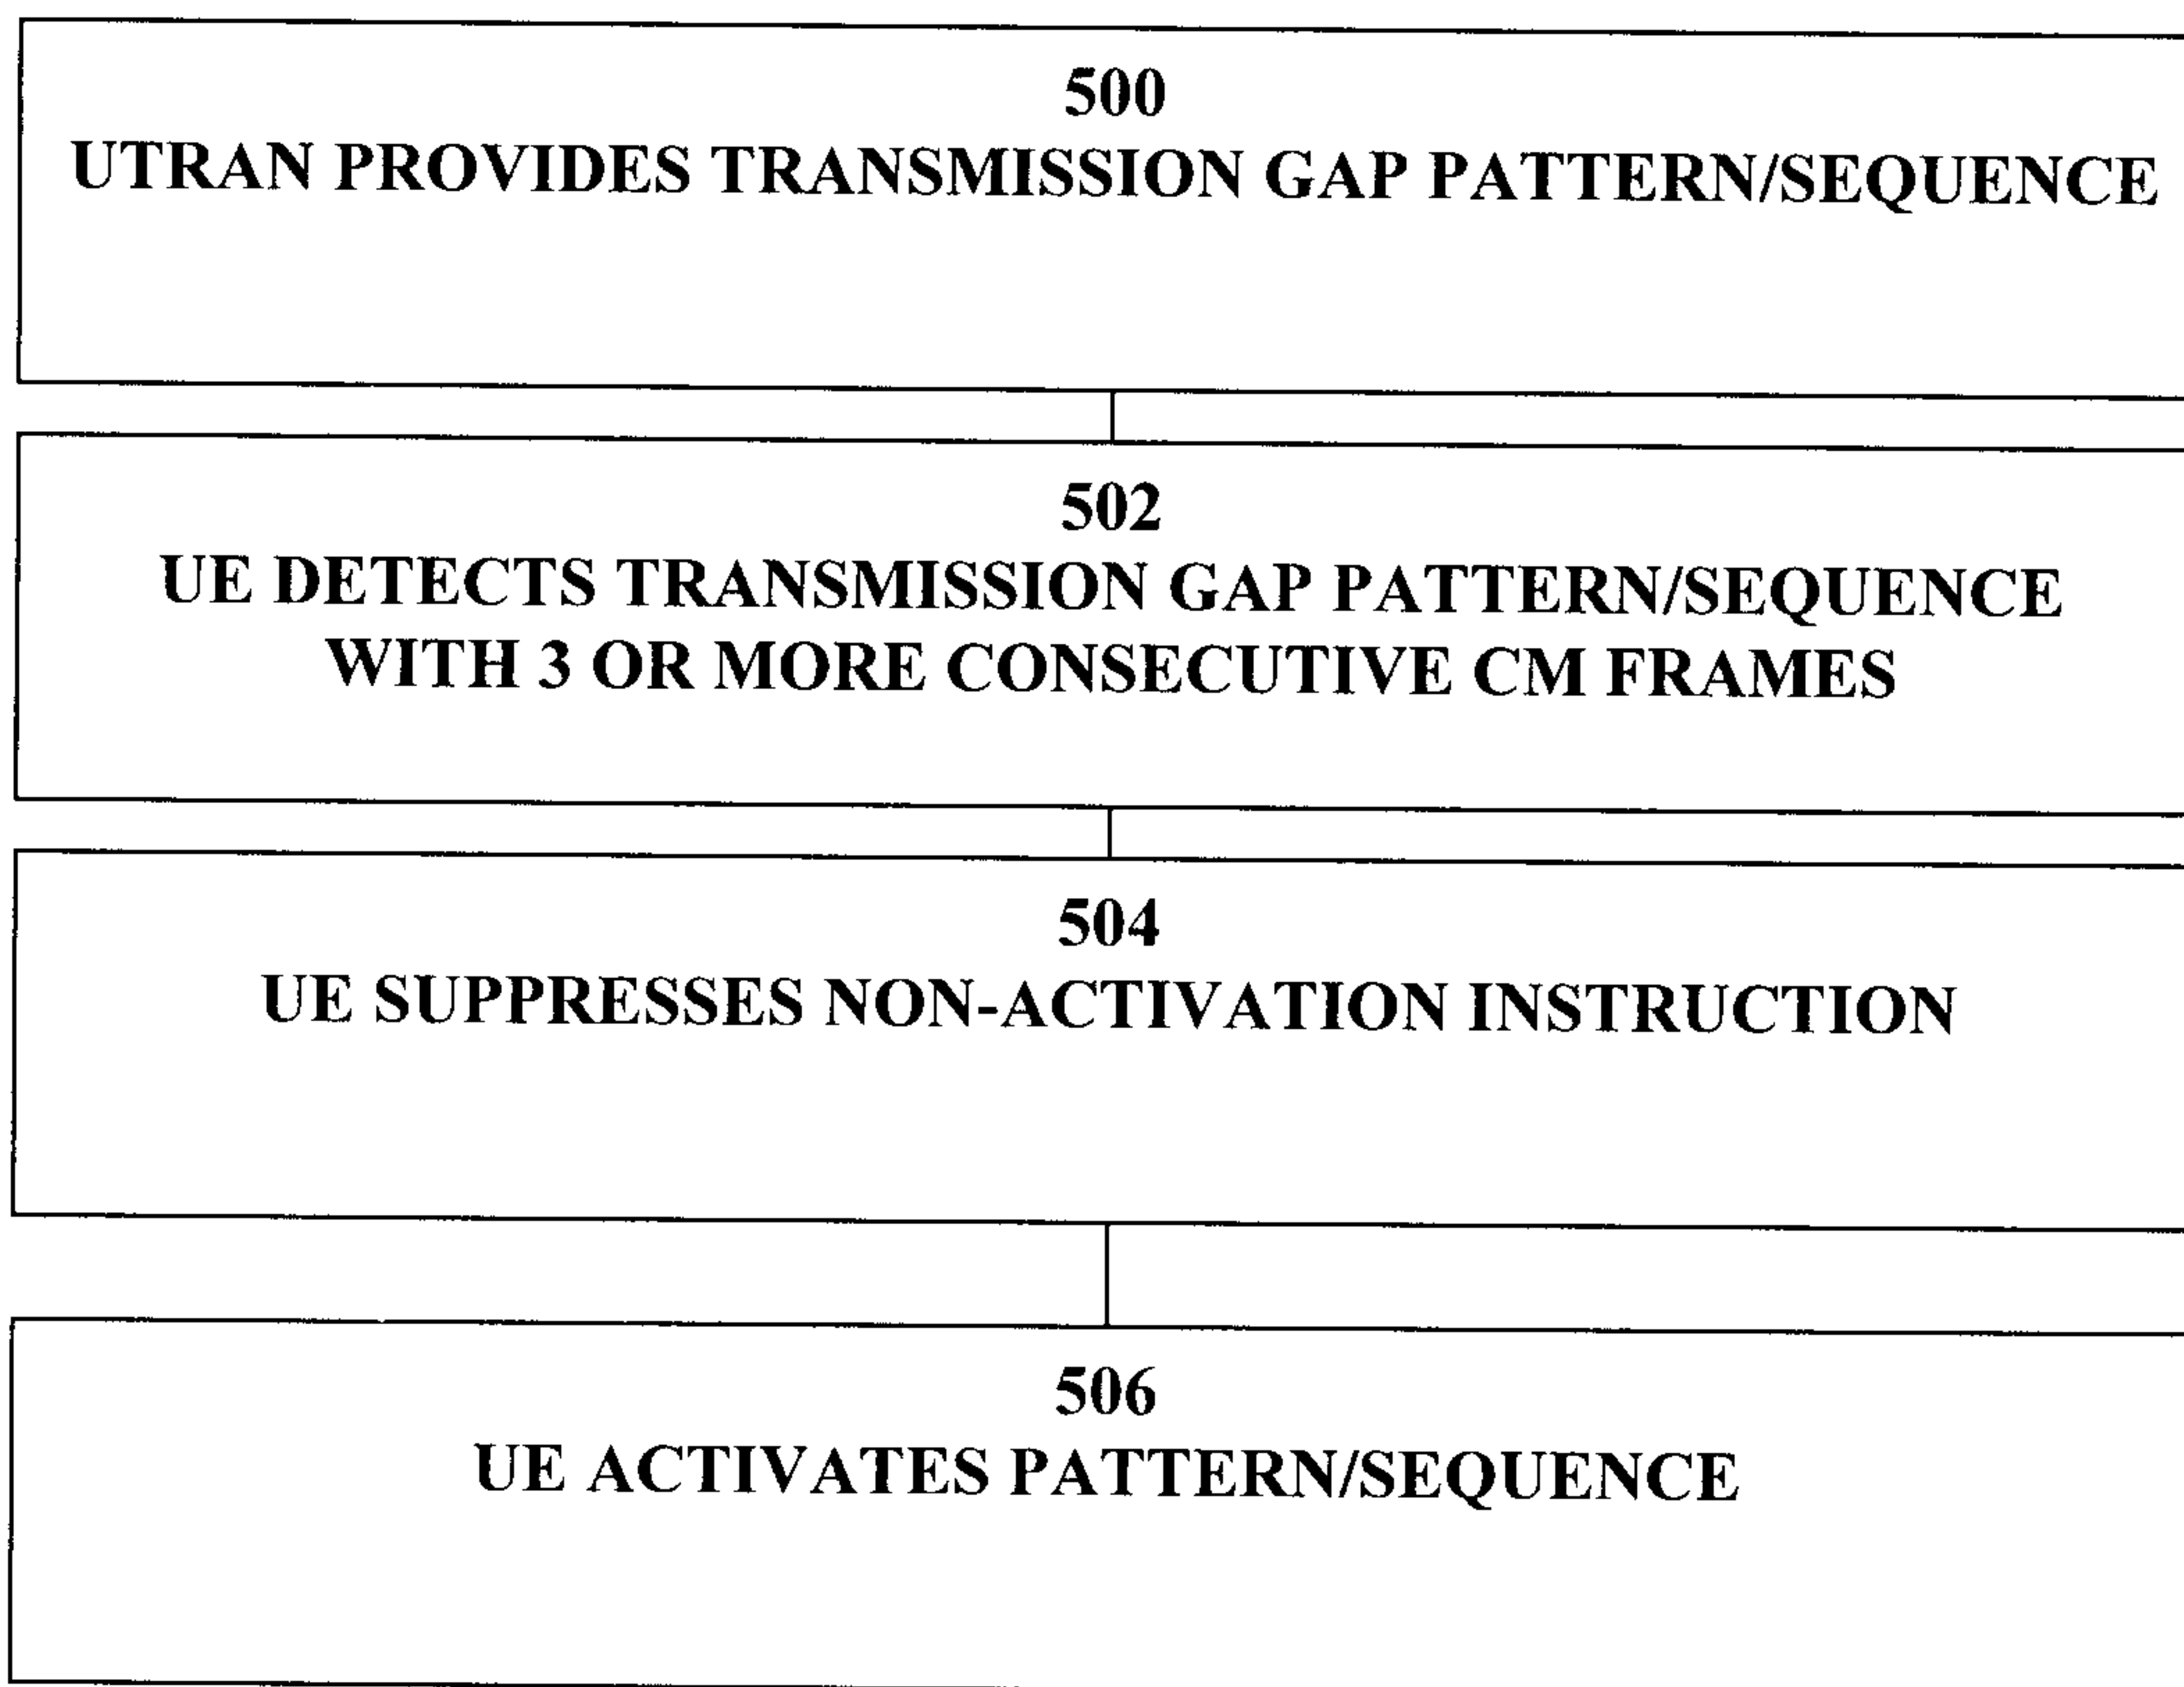 500
UTRAN PROVIDES TRANSMISSION GAP PATTERN/SEQUENCE
502
UE DETECTS TRANSMISSION GAP PATTERN/SEQUENCE
WITH 3 OR MORE CONSECUTIVE CM FRAMES
504
UE SUPPRESSES NON-ACTIVATION INSTRUCTION
506
UE ACTIVATES PATTERN/SEQUENCE